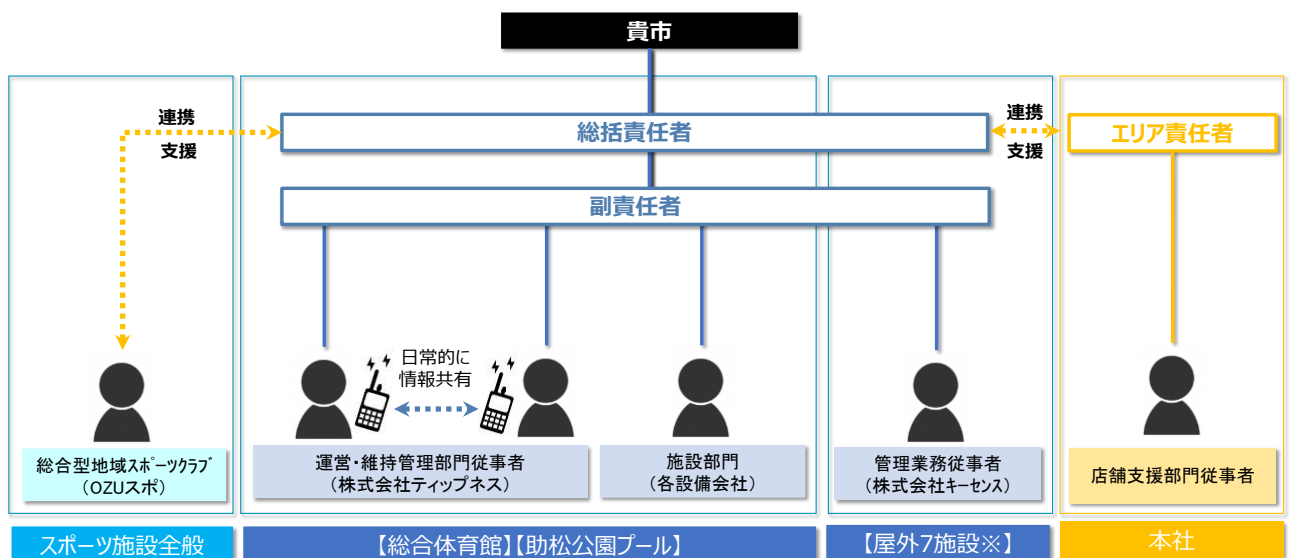 貴市
連携
支援
総括責任者
連携
支援
エリア責任者
副責任者
日常的に
情報共有
総合型地域スポーツクラブ
（OZUスポ）
運営・維持管理部門従事者
（株式会社ティップネス）
施設部門
（各設備会社）
管理業務従事者
（株式会社キーセンス）
店舗支援部門従事者
スポーツ施設全般
【総合体育館】【助松公園プール】
【屋外7施設※】
本社